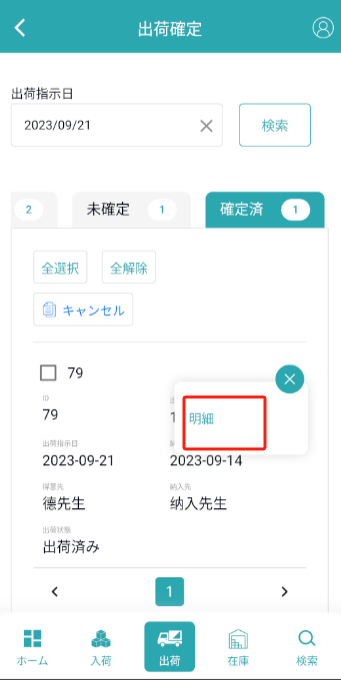 出荷確定
出荷指示日
2023/09/21
検索
2
未確定 1
確定済 1
全選択 全解除
キャンセル
79
明細
ID
79
出荷指示日
2023-09-21 2023-09-14
得意先 納入先
德先生 纳入先生
出荷状態
出荷済み
1
ホーム 入荷 出荷 在庫 検索